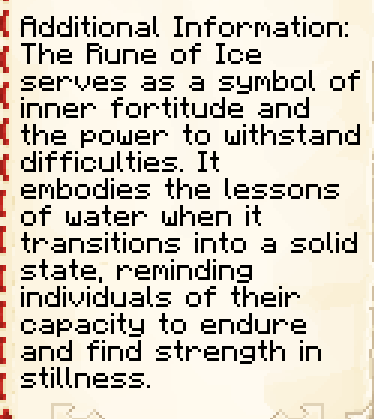 Additional Information:
The Rune of Ice
serves as a symbol of
inner fortitude and
the power to withstand
difficulties. It
embodies the lessons
of water when it
transitions into a solid
state, reminding
individuals of their
capacity to endure
and find strength in
stillness.